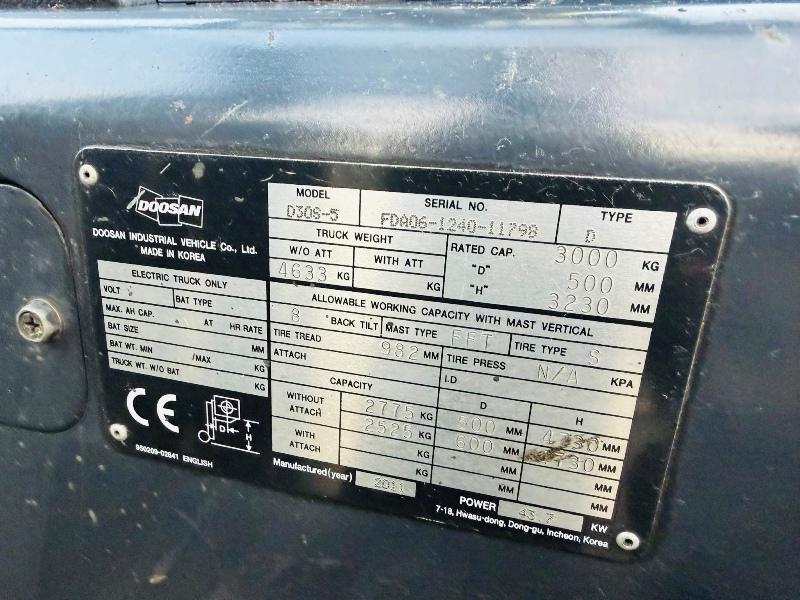 DOOSAN
DOOSAN INDUSTRIAL VEHICLE Co., Ltd.
MADE IN KOREA
MODEL SERIAL NO. TYPE
D30S-5 FDA06-1240-11798 D
TRUCK WEIGHT
W/O ATT WITH ATT
4633 KG KG
RATED CAP. 3000 KG
"D" 500 MM
"H" 3230 MM
ELECTRIC TRUCK ONLY
VOLT BAT TYPE
MAX. AH CAP. AT HR RATE
BAT SIZE MM
BAT WT. MIN /MAX KG
TRUCK WT. W/O BAT KG
ALLOWABLE WORKING CAPACITY WITH MAST VERTICAL
8 BACK TILT MAST TYPE FFT TIRE TYPE S
TIRE TREAD 982 MM TIRE PRESS N/A KPA
ATTACH I.D
CAPACITY D H
WITHOUT ATTACH 2775 KG 500 MM MM
2525 KG 600 MM MM
WITH ATTACH KG MM MM
KG MM MM
CE
D H
950209-02841 ENGLISH
Manufactured (year) 2011 POWER 43.7 KW
7-18, Hwasu-dong, Dong-gu, Incheon, Korea